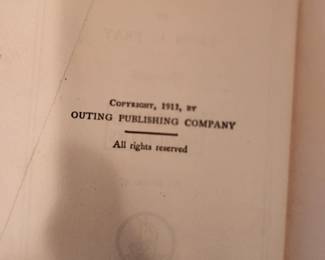 COPYRIGHT, 1913, BY
OUTING PUBLISHING COMPANY
All rights reserved